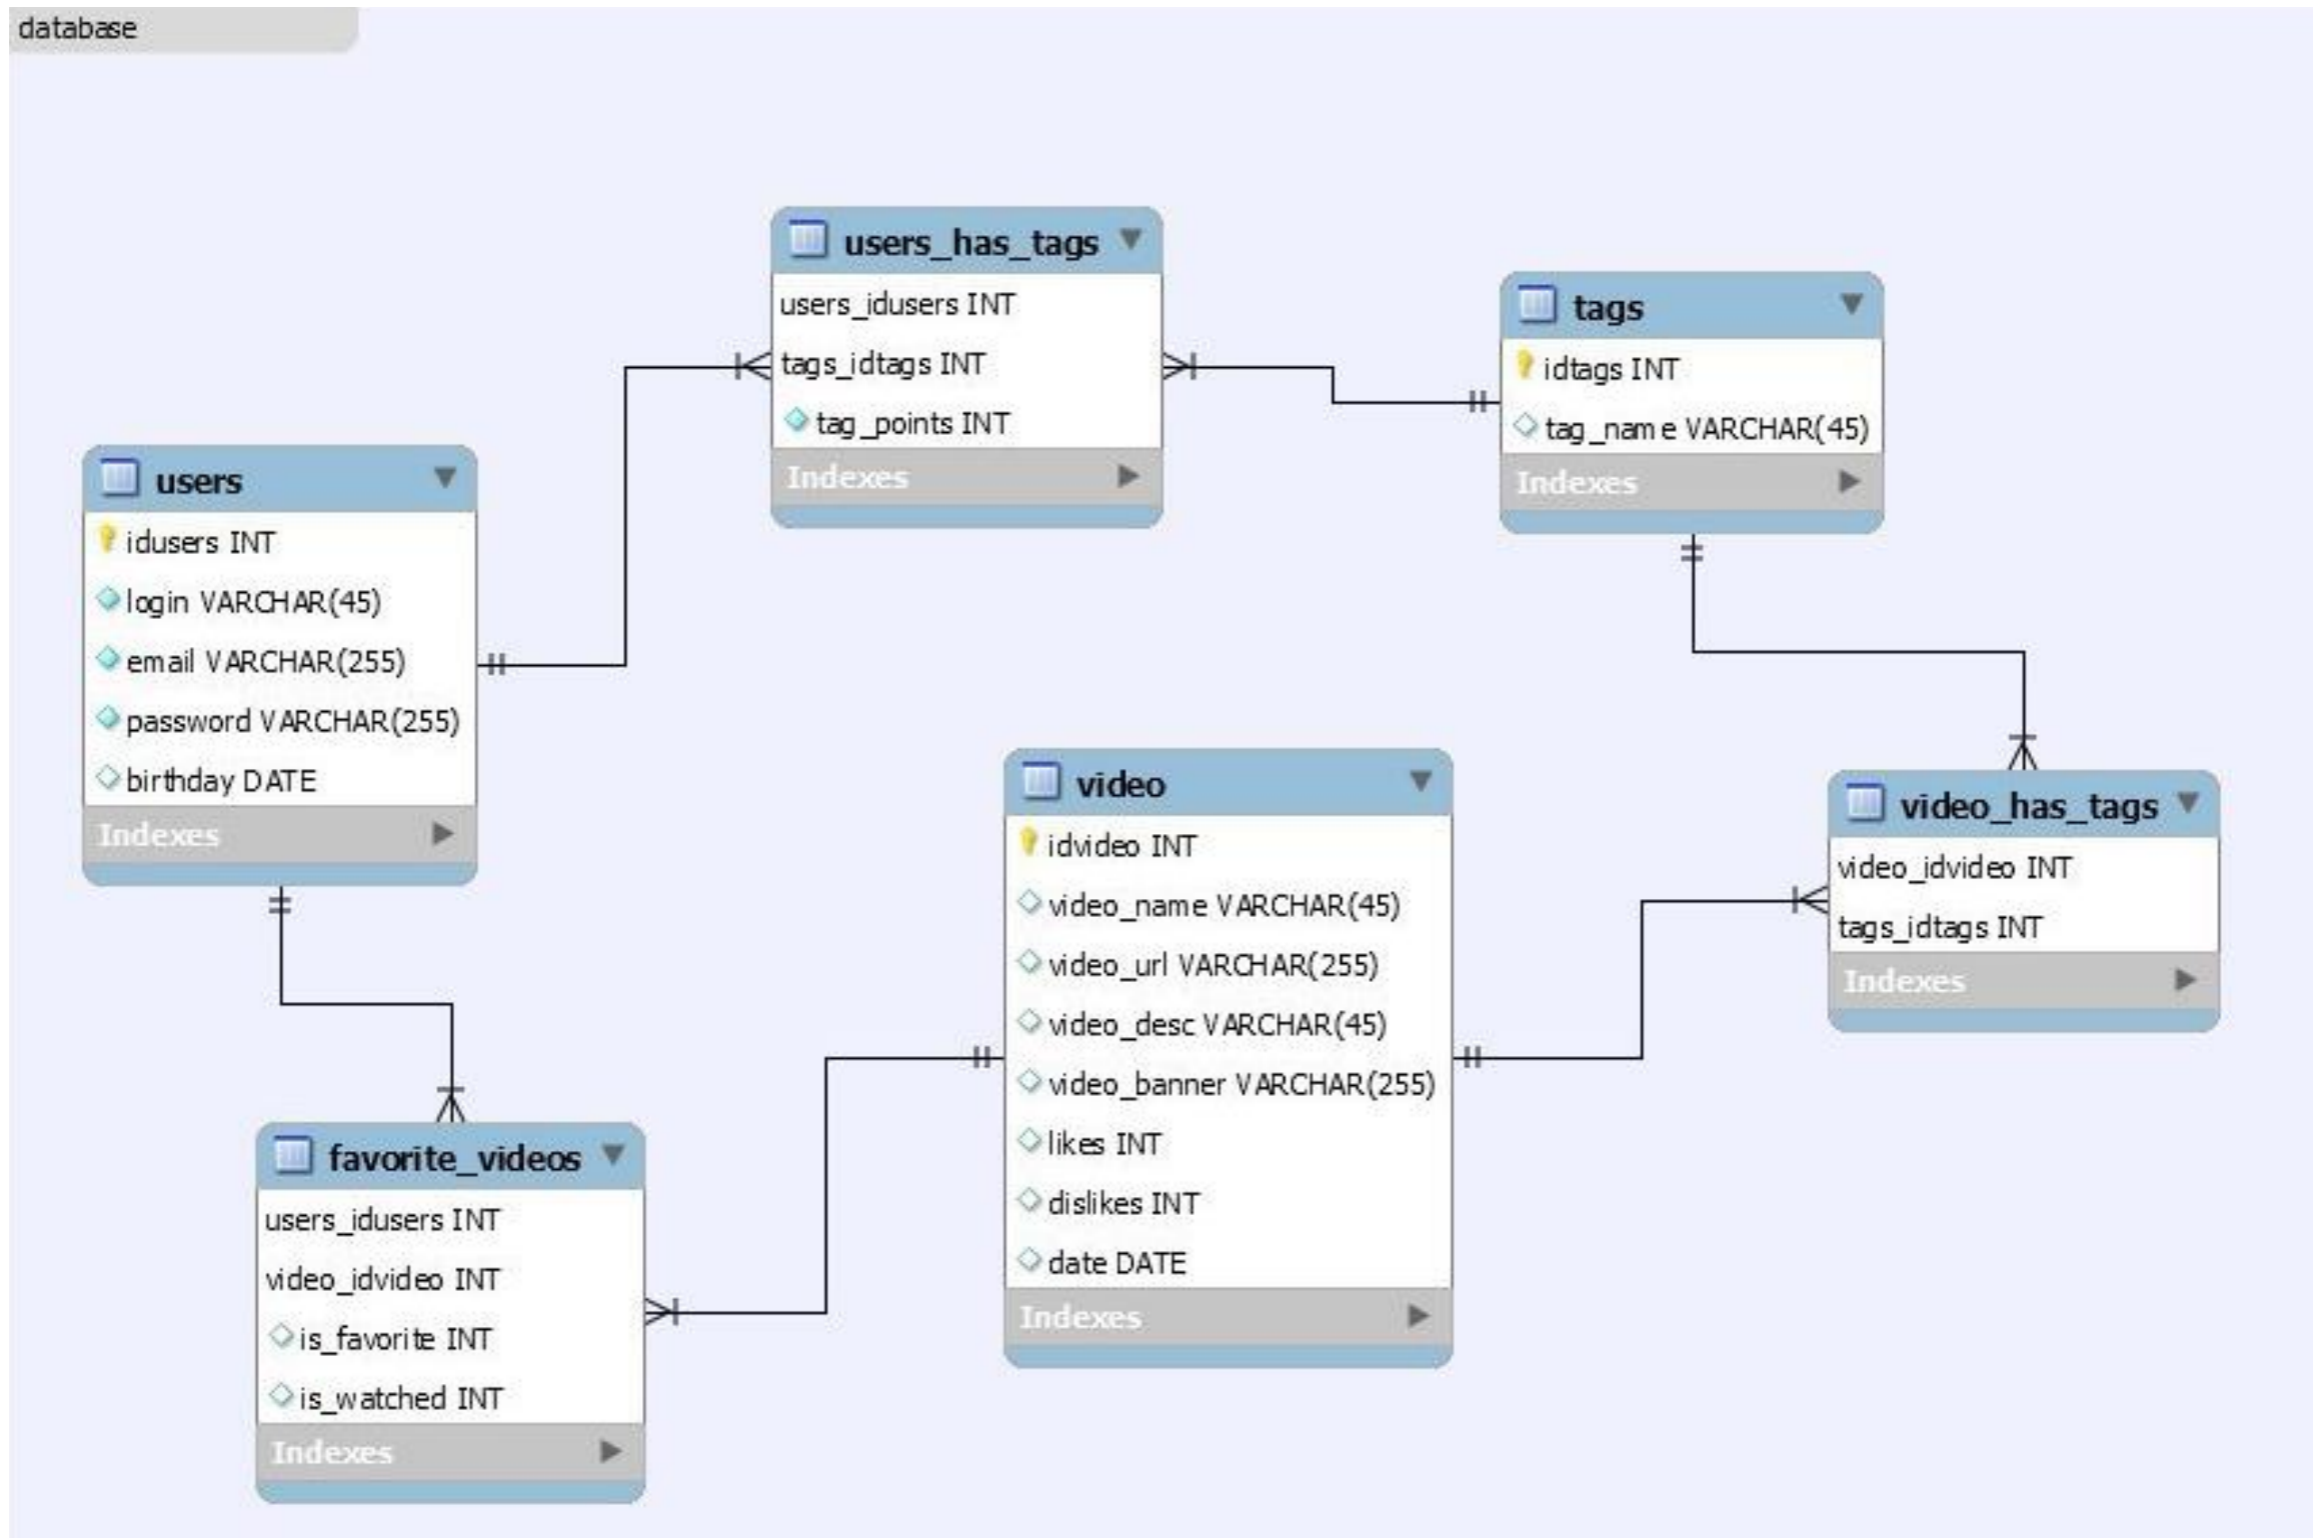 database
users_has_tags
users_idusers INT
tags_idtags INT
tag_points INT
Indexes
tags
idtags INT
tag_name VARCHAR(45)
Indexes
users
idusers INT
login VARCHAR(45)
email VARCHAR(255)
password VARCHAR(255)
birthday DATE
Indexes
video
idvideo INT
video_name VARCHAR(45)
video_url VARCHAR(255)
video_desc VARCHAR(45)
video_banner VARCHAR(255)
likes INT
dislikes INT
date DATE
Indexes
video_has_tags
video_idvideo INT
tags_idtags INT
Indexes
favorite_videos
users_idusers INT
video_idvideo INT
is_favorite INT
is_watched INT
Indexes